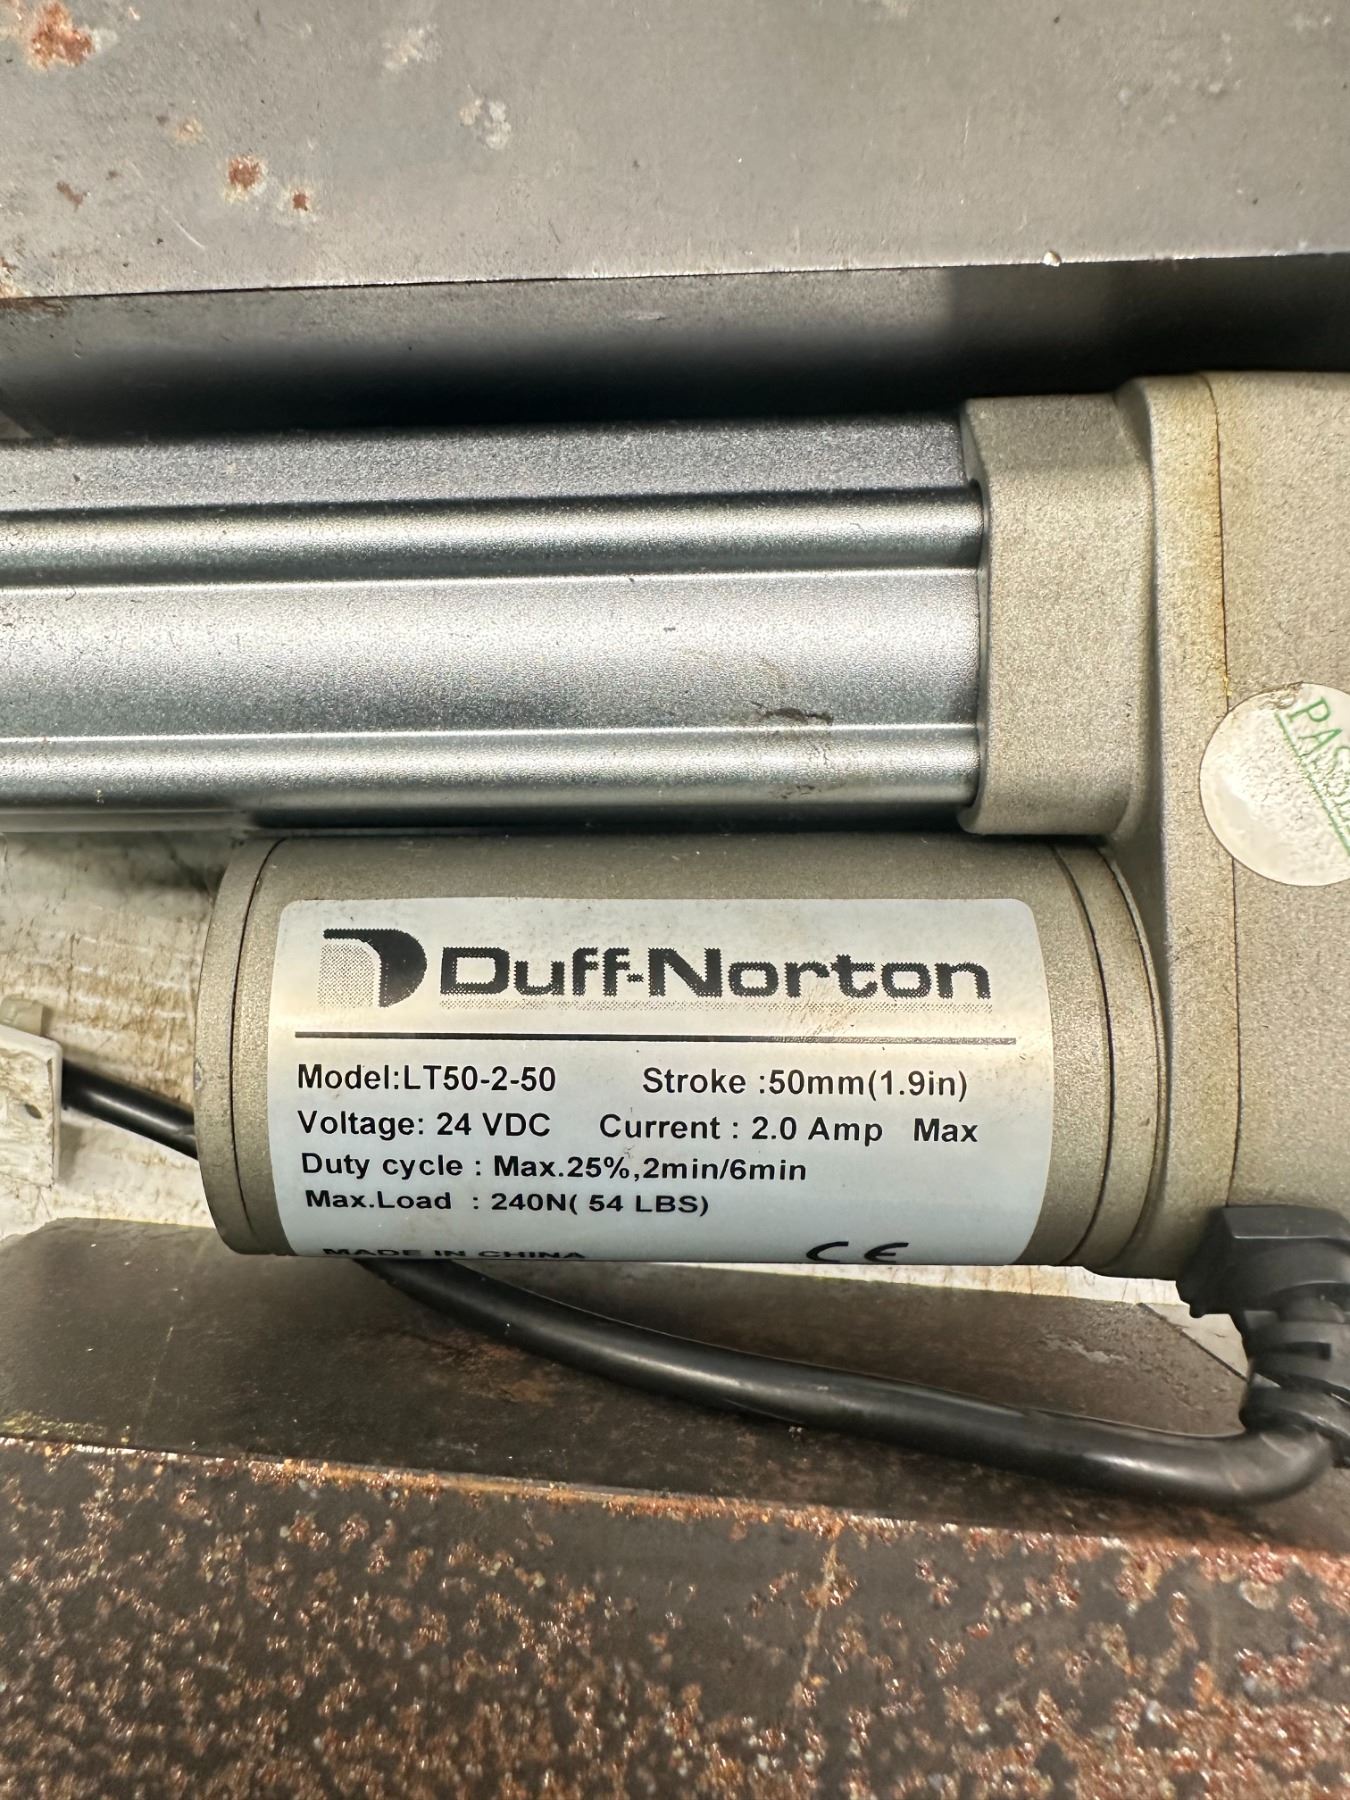 Duff-Norton
Model:LT50-2-50 Stroke :50mm(1.9in)
Voltage: 24 VDC Current : 2.0 Amp Max
Duty cycle : Max.25%,2min/6min
Max.Load : 240N( 54 LBS)
MADE IN CHINA CE